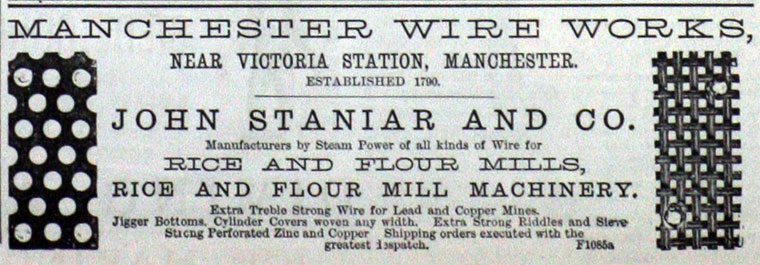 MANCHESTER WIRE WORKS,
NEAR VICTORIA STATION, MANCHESTER.
ESTABLISHED 1790.
JOHN STANIAR AND CO.
Manufacturers by Steam Power of all kinds of Wire for
RICE AND FLOUR MILLS,
RICE AND FLOUR MILL MACHINERY.
Extra Treble Strong Wire for Lead and Copper Mines.
Jigger Bottoms. Cylinder Covers woven any width. Extra Strong Riddles and Sieve
Strong Perforated Zinc and Copper Shipping orders executed with the
greatest dispatch. F1085a